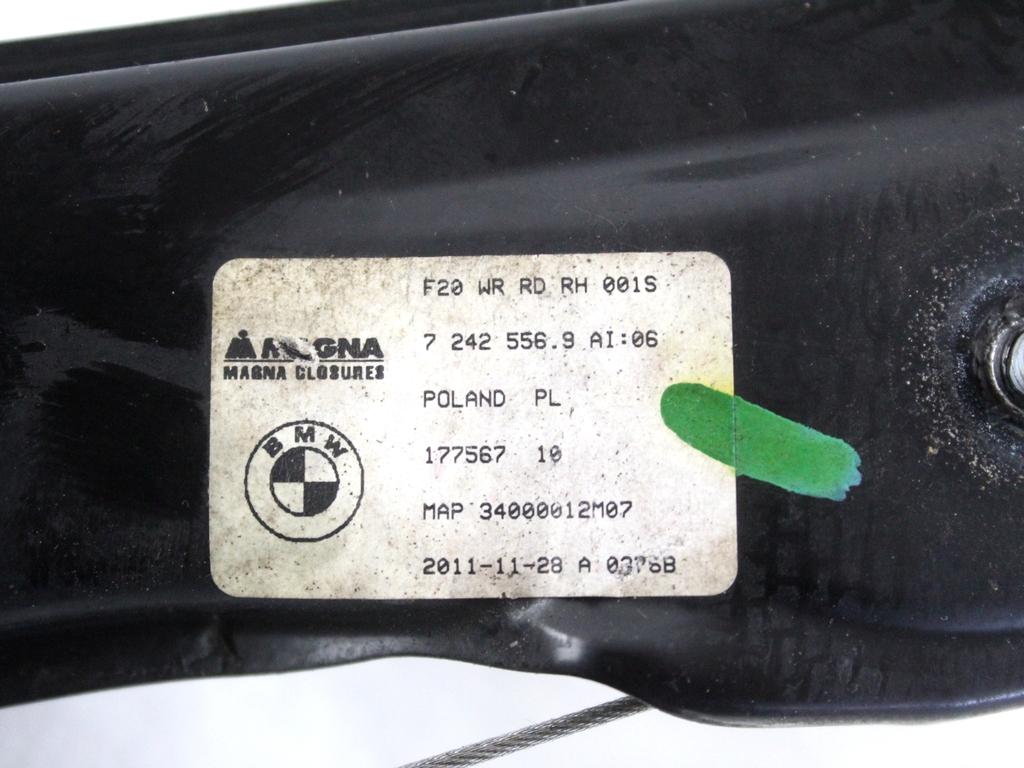 F20 WR RD RH 001S
MAGNA
MAGNA CLOSURES
7 242 556.9 AI:06
POLAND PL
BMW
177567 10
MAP 34000012M07
2011-11-28 A 0376B